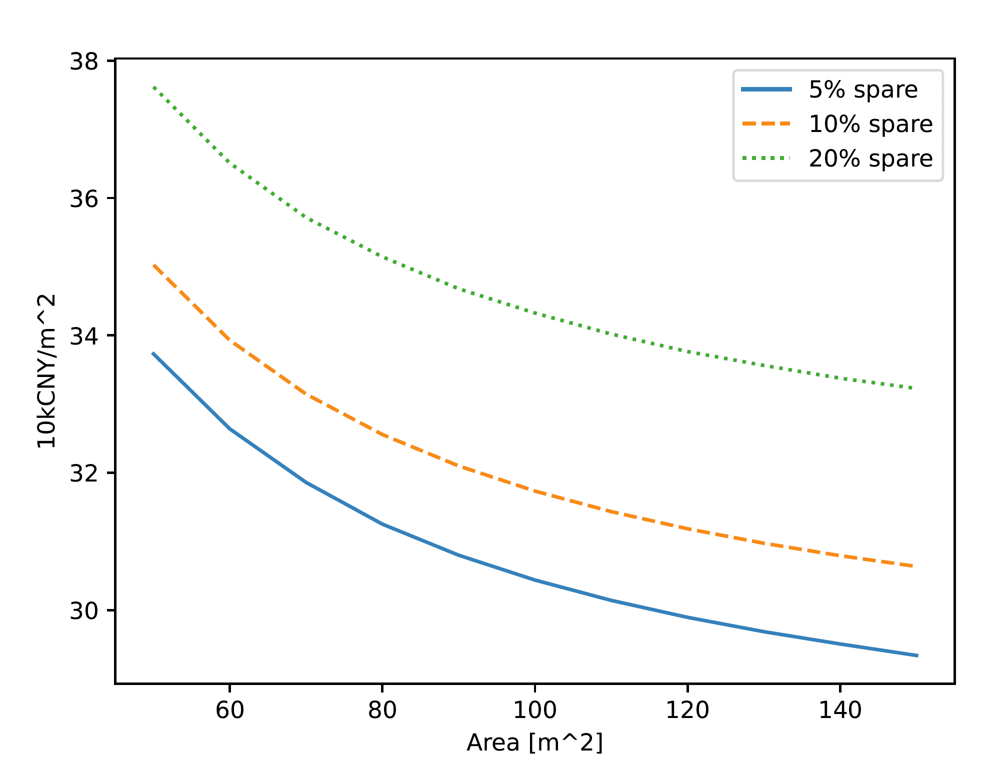 38
36
34
32
30
10kCNY/m^2
5% spare
10% spare
20% spare
60 80 100 120 140
Area [m^2]